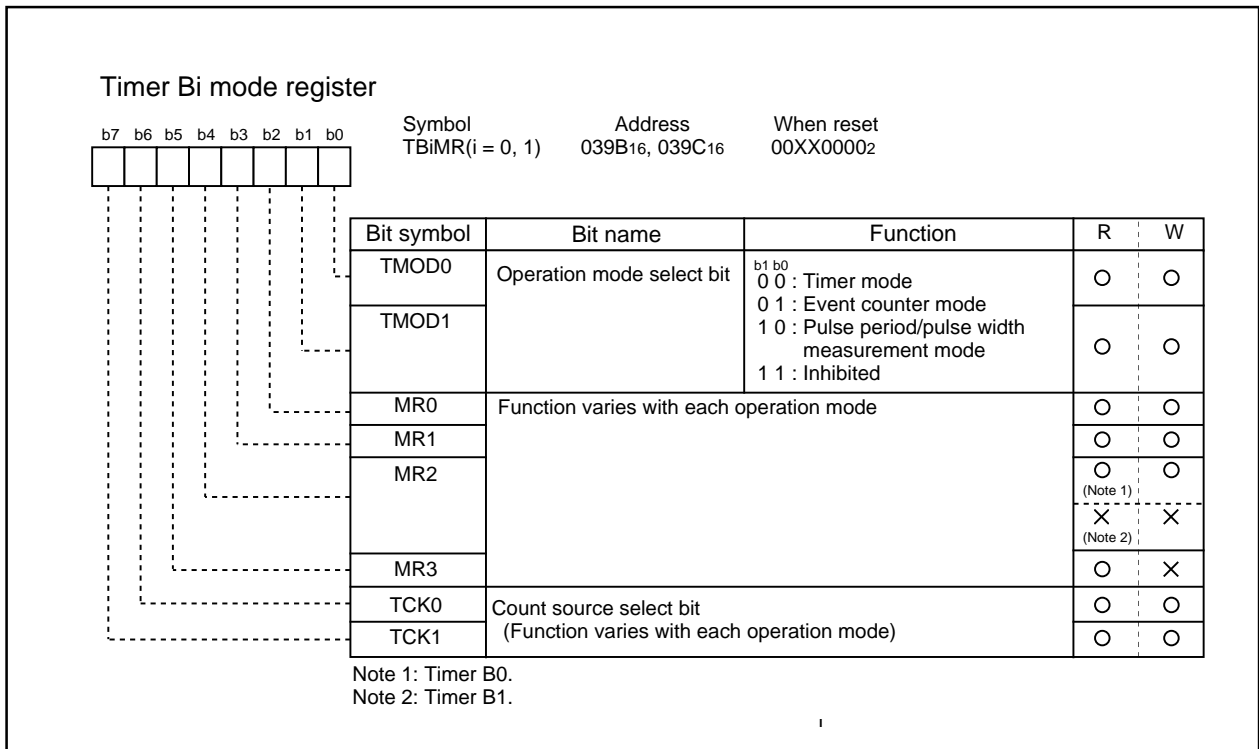 Timer Bi mode register
b7 b6 b5 b4 b3 b2 b1 b0
Symbol Address When reset
TBiMR(i = 0, 1) 039B16, 039C16 00XX00002
Bit symbol Bit name Function R W
TMOD0 Operation mode select bit b1 b0
0 0 : Timer mode
0 1 : Event counter mode
TMOD1 1 0 : Pulse period/pulse width
measurement mode
1 1 : Inhibited
MR0 Function varies with each operation mode
MR1
MR2
(Note 1)
(Note 2)
MR3
TCK0 Count source select bit
TCK1 (Function varies with each operation mode)
Note 1: Timer B0.
Note 2: Timer B1.